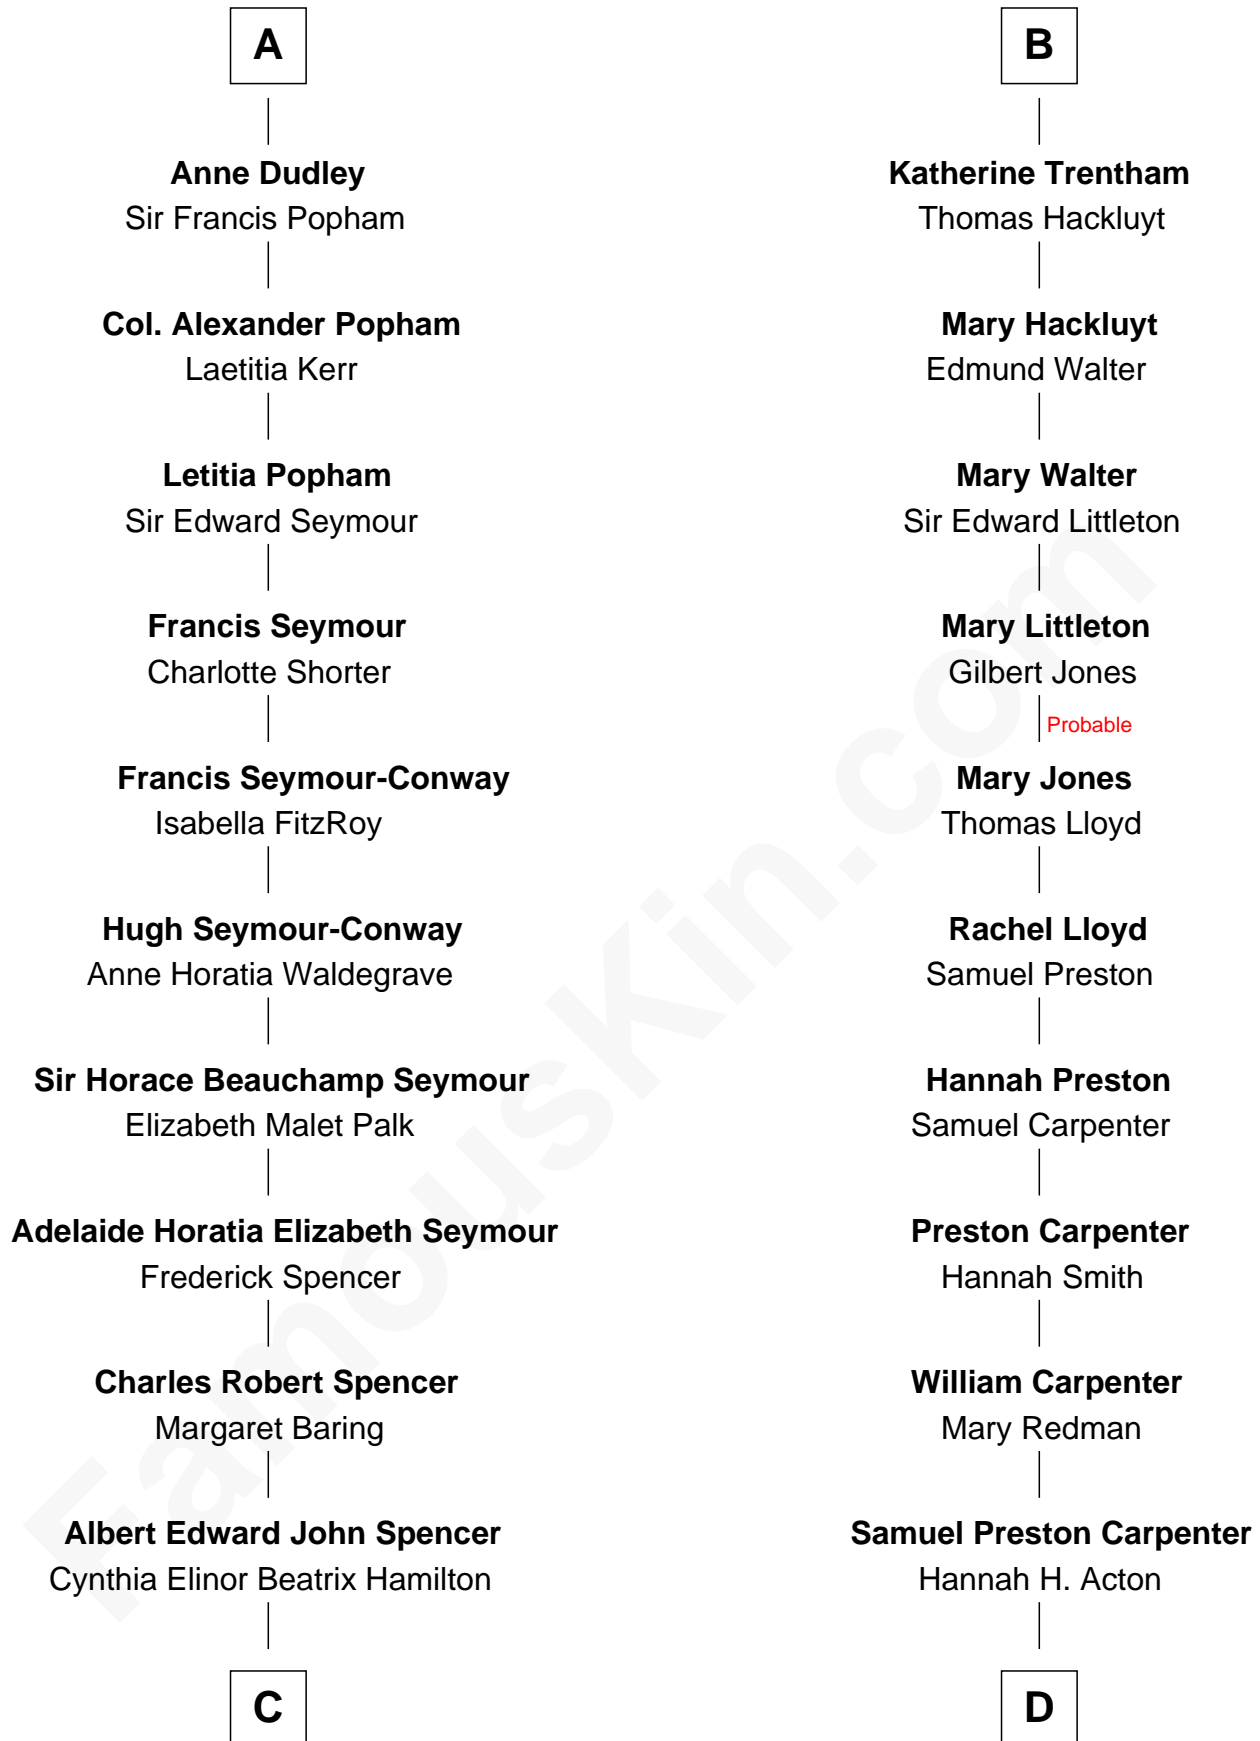 A
Anne Dudley
Sir Francis Popham
Col. Alexander Popham
Laetitia Kerr
Letitia Popham
Sir Edward Seymour
Francis Seymour
Charlotte Shorter
Francis Seymour-Conway
Isabella FitzRoy
Hugh Seymour-Conway
Anne Horatia Waldegrave
Sir Horace Beauchamp Seymour
Elizabeth Malet Palk
Adelaide Horatia Elizabeth Seymour
Frederick Spencer
Charles Robert Spencer
Margaret Baring
Albert Edward John Spencer
Cynthia Elinor Beatrix Hamilton
C
B
Katherine Trentham
Thomas Hackluyt
Mary Hackluyt
Edmund Walter
Mary Walter
Sir Edward Littleton
Mary Littleton
Gilbert Jones
Probable
Mary Jones
Thomas Lloyd
Rachel Lloyd
Samuel Preston
Hannah Preston
Samuel Carpenter
Preston Carpenter
Hannah Smith
William Carpenter
Mary Redman
Samuel Preston Carpenter
Hannah H. Acton
D
FamousKin.com